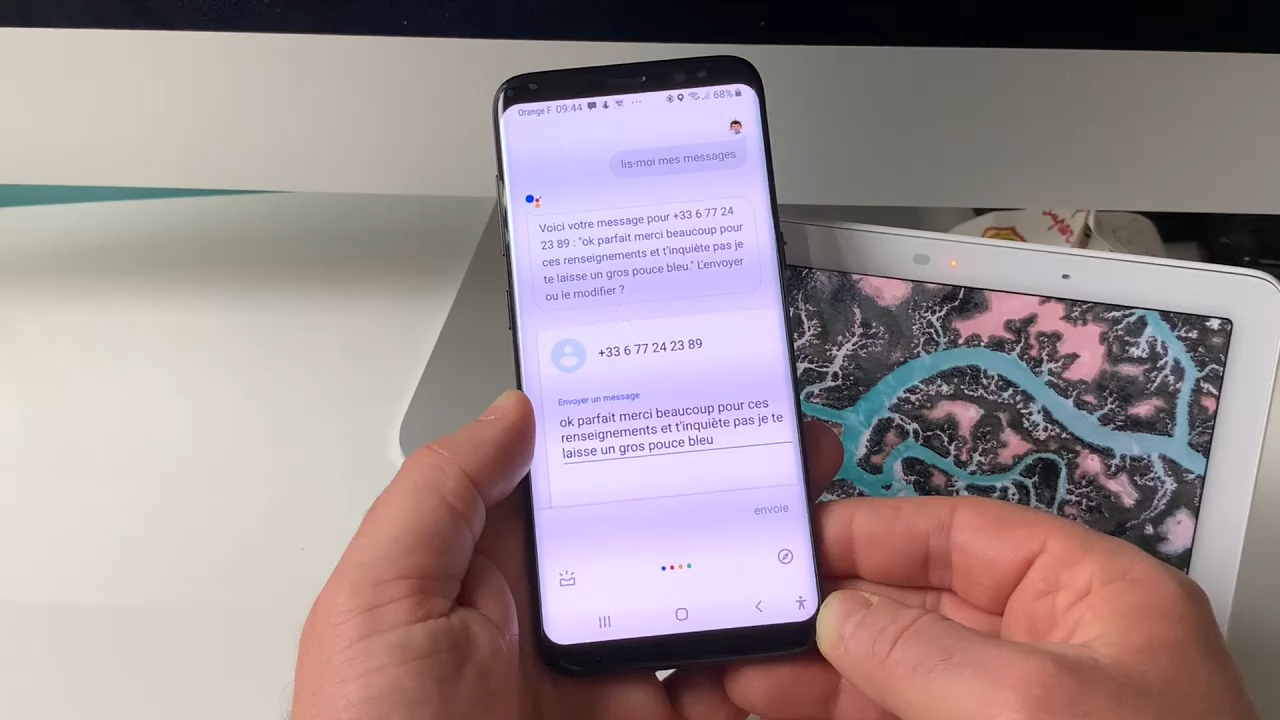 Orange F 09:44 ... 68%
lis-moi mes messages
Voici votre message pour +33 6 77 24
23 89 : "ok parfait merci beaucoup pour
ces renseignements et t'inquiète pas je
te laisse un gros pouce bleu." L'envoyer
ou le modifier ?
+33 6 77 24 23 89
Envoyer un message
ok parfait merci beaucoup pour ces
renseignements et t'inquiète pas je te
laisse un gros pouce bleu
envoie